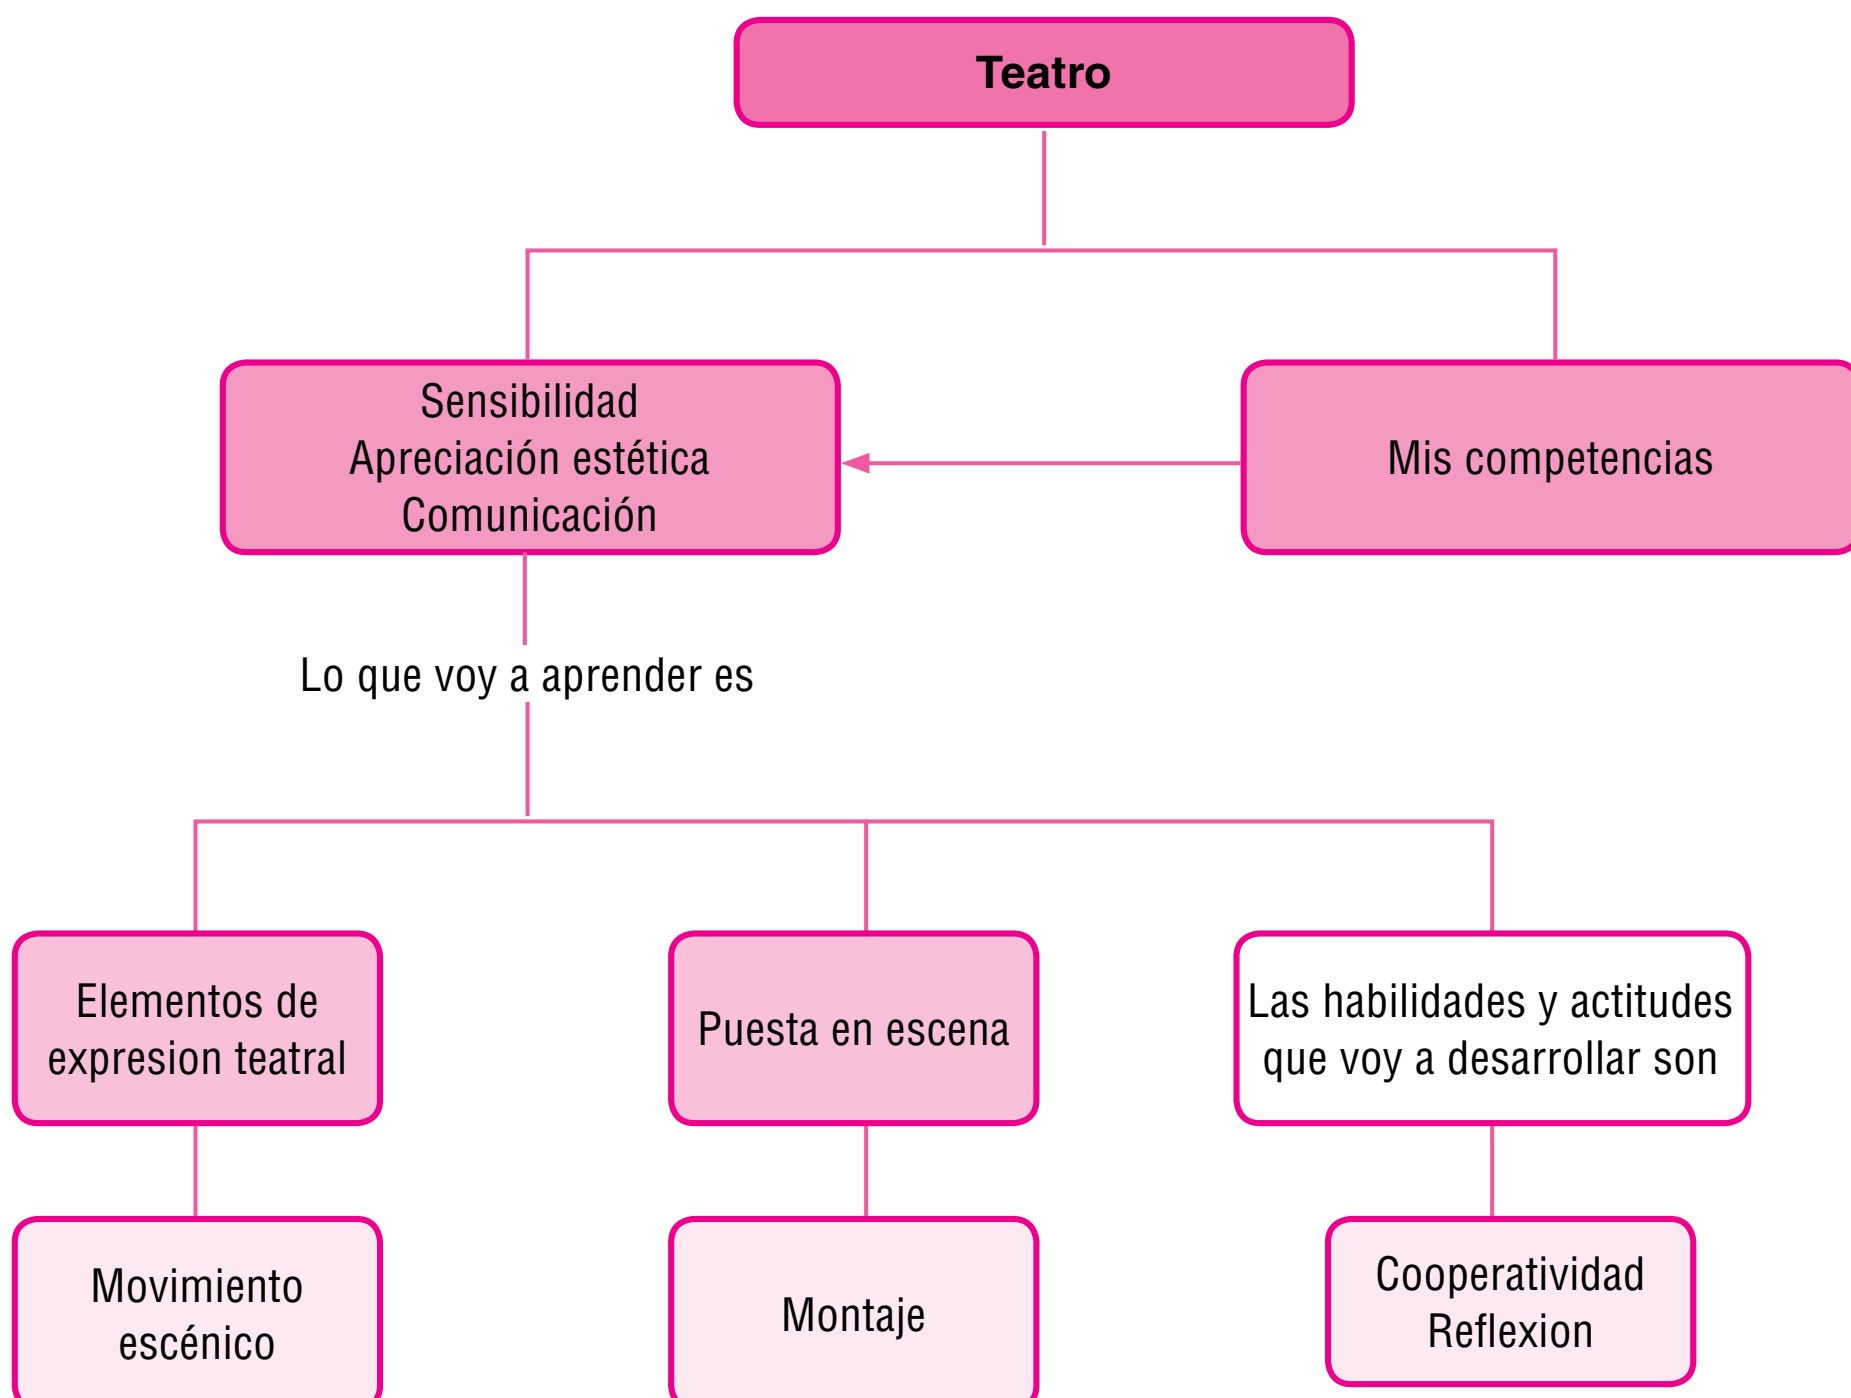 Teatro
Sensibilidad
Apreciación estética
Comunicación
Mis competencias
Lo que voy a aprender es
Elementos de
expresion teatral
Puesta en escena
Las habilidades y actitudes
que voy a desarrollar son
Movimiento
escénico
Montaje
Cooperatividad
Reflexion